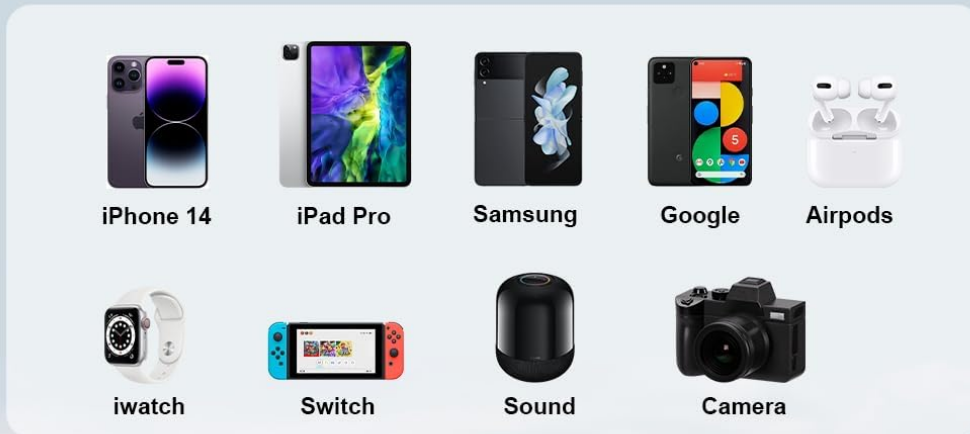 iPhone 14
iPad Pro
Samsung
Google
Airpods
iwatch
Switch
Sound
Camera